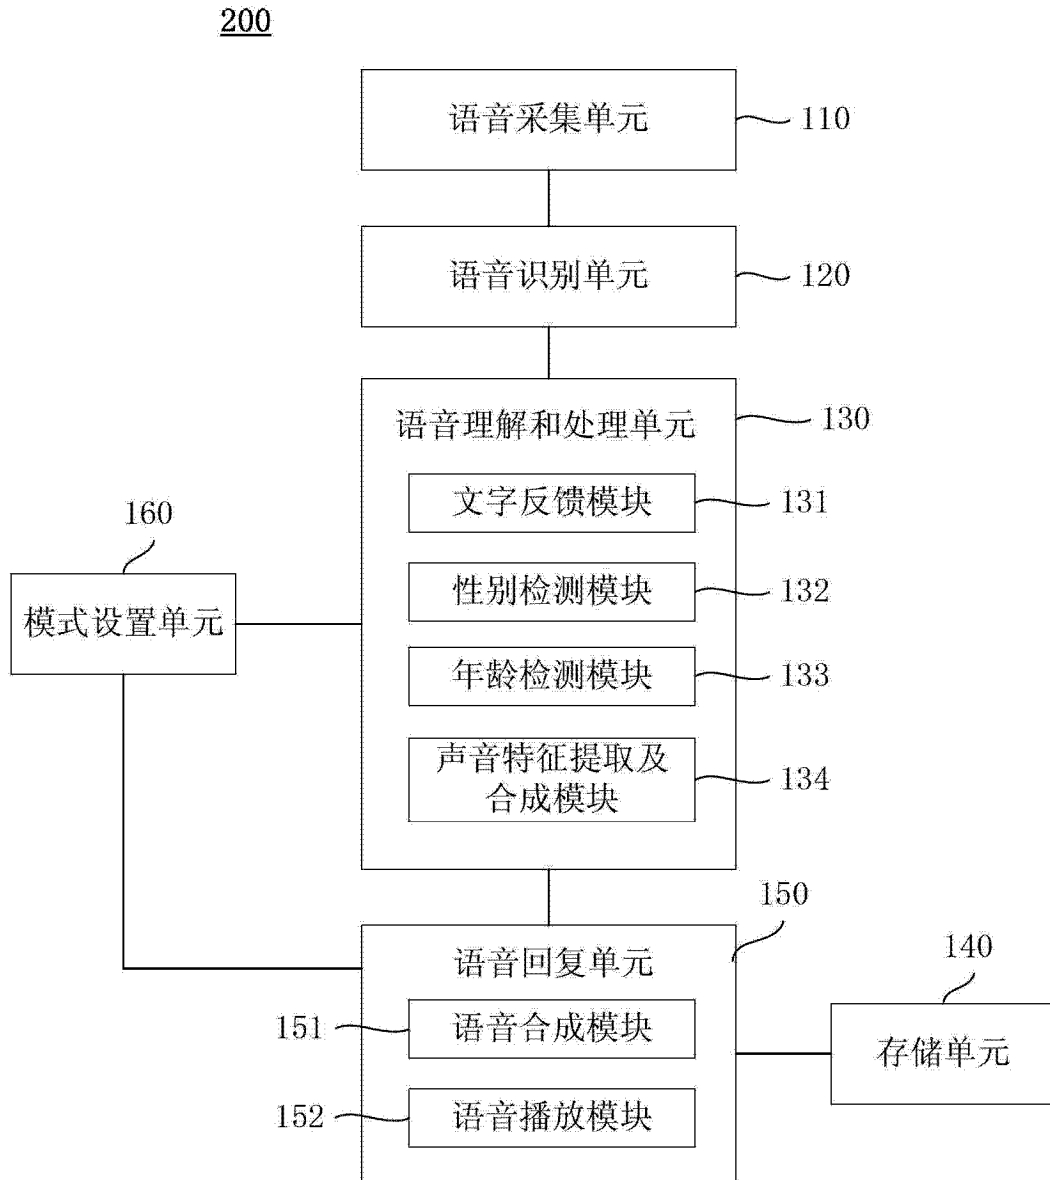 200
语音采集单元
110
语音识别单元
120
语音理解和处理单元
130
文字反馈模块
131
160
性别检测模块
132
模式设置单元
年龄检测模块
133
声音特征提取及
合成模块
134
150
语音回复单元
140
151
语音合成模块
存储单元
152
语音播放模块